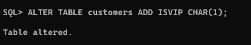 SQL> ALTER TABLE customers ADD ISVIP CHAR(1);
Table altered.